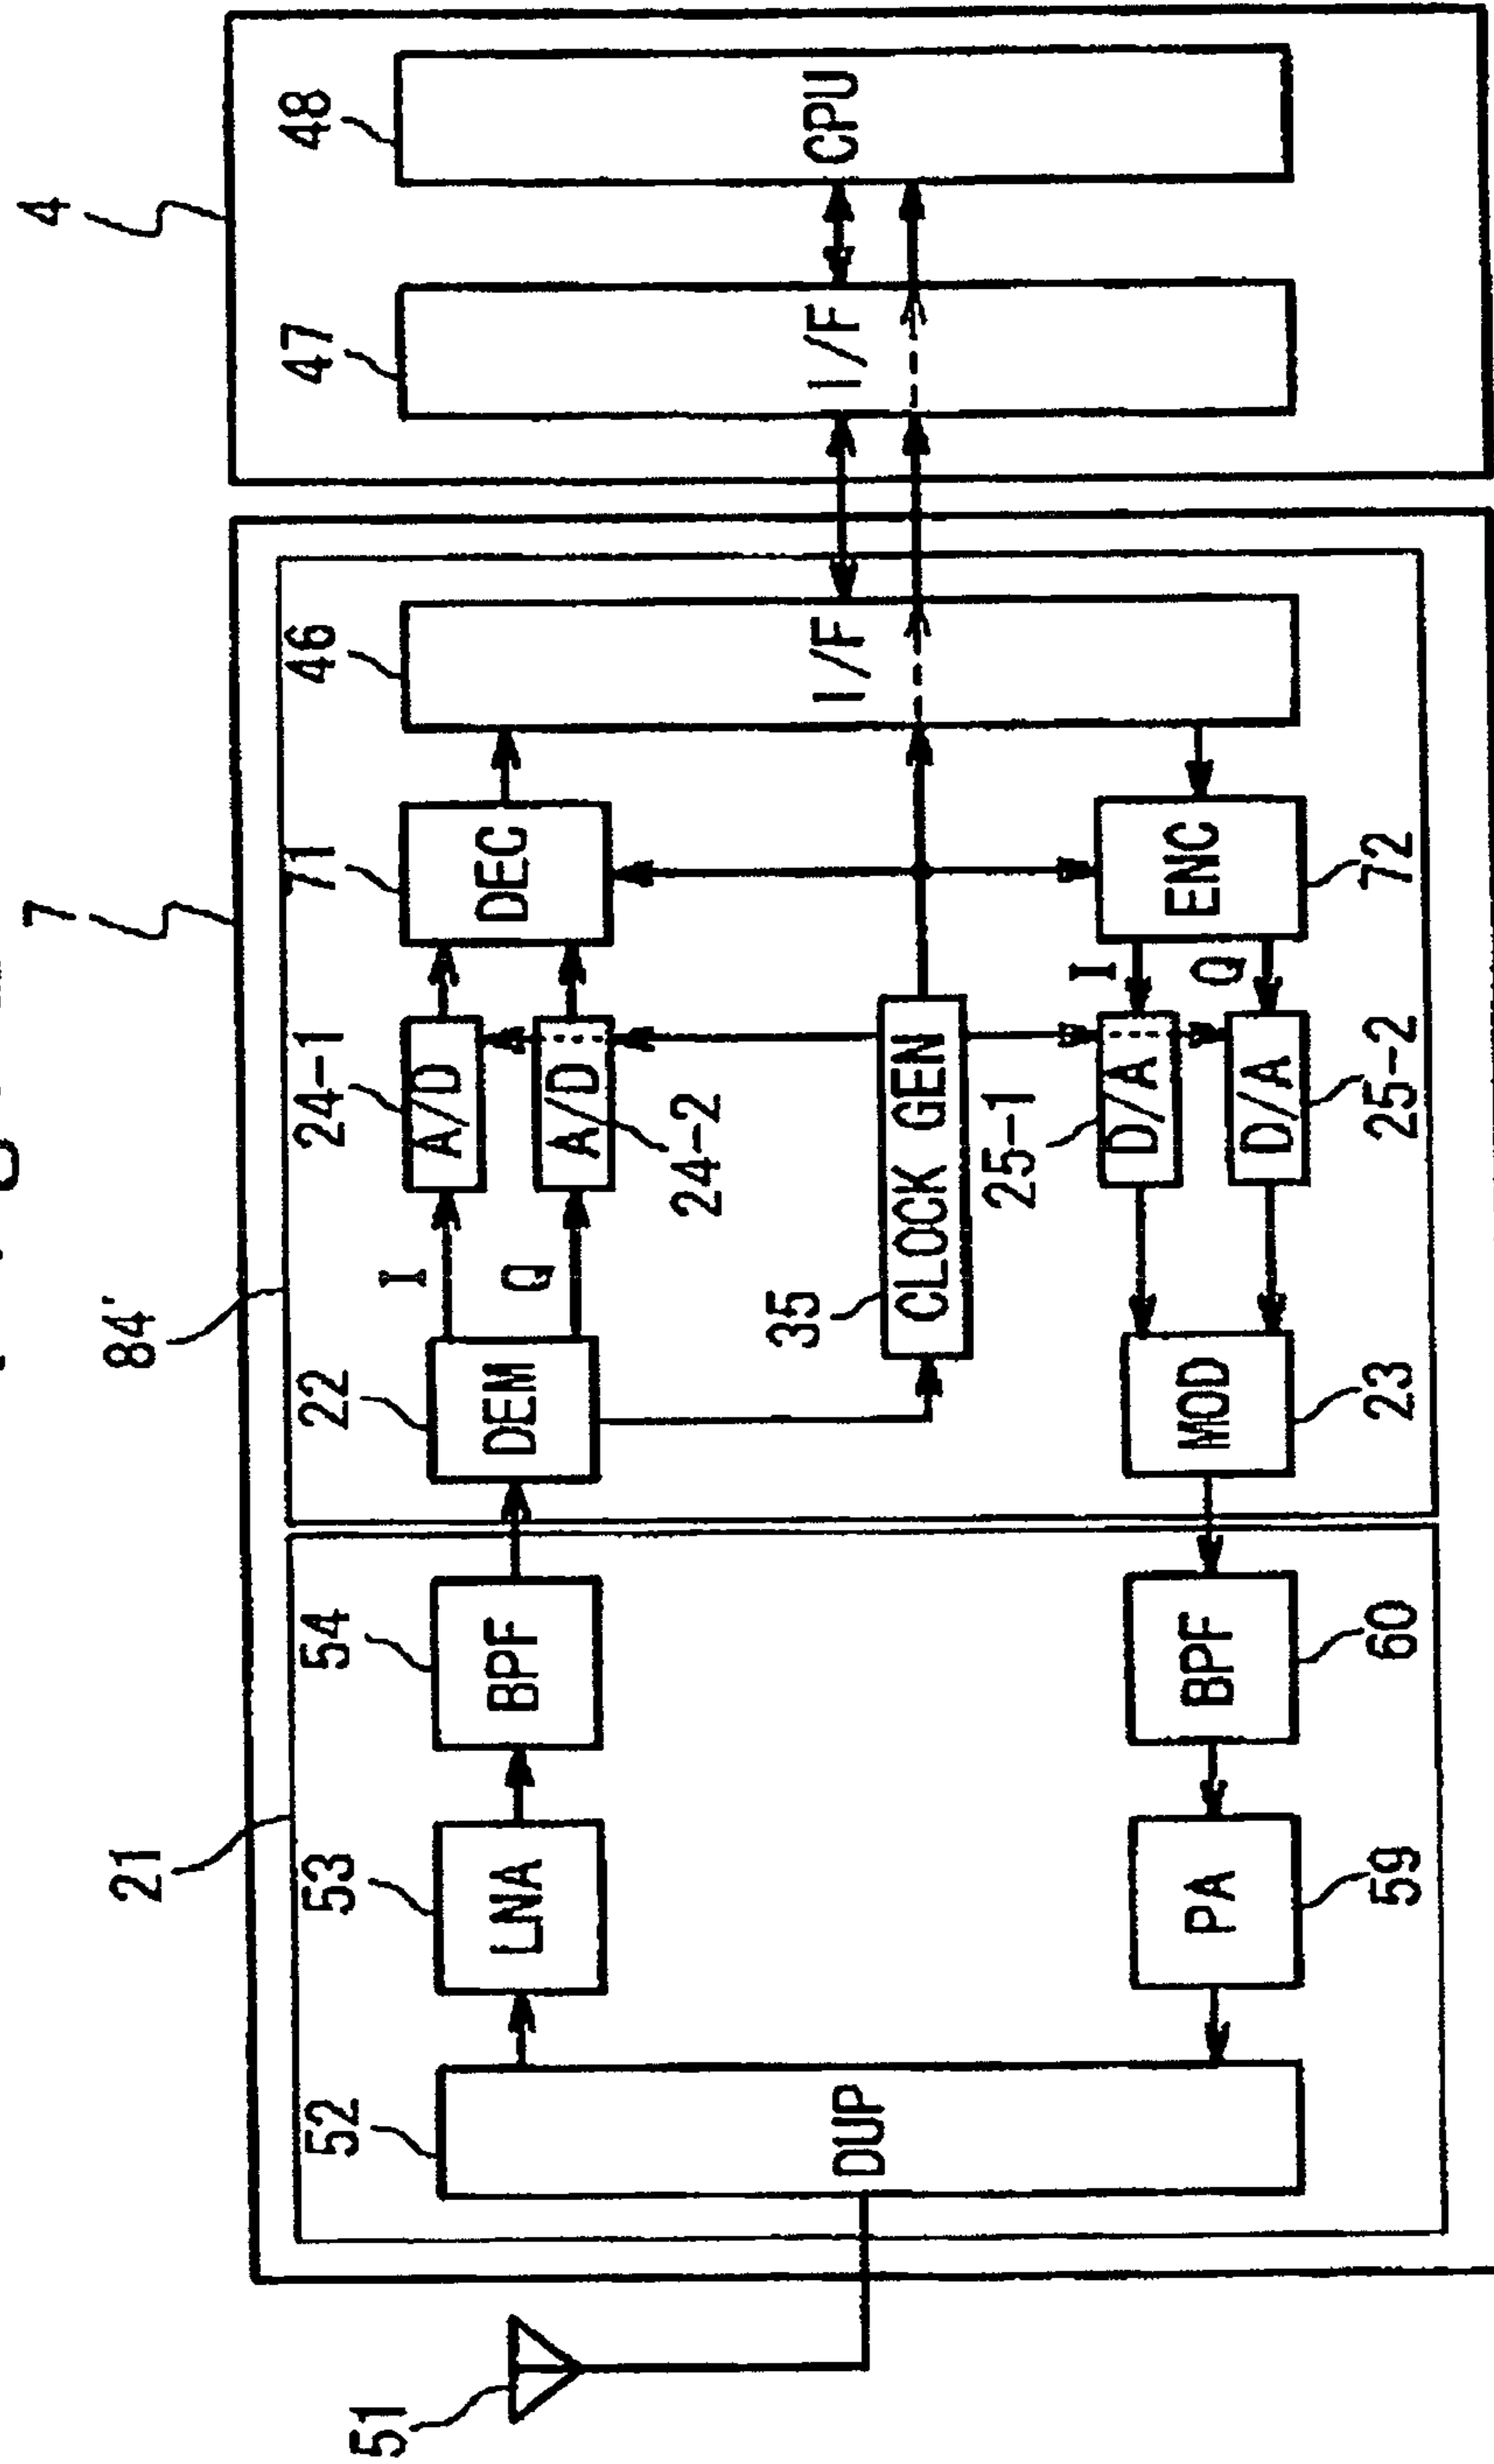 4
7
84'
21
51
52
DUP
53
LNA
54
BPF
22
DEM
I
Q
24-1
A/D
A/D
24-2
71
DEC
46
I/F
47
I/F
48
CPU
35
CLOCK GEN
59
PA
60
BPF
23
MOD
25-1
D/A
D/A
25-2
I
Q
ENC
72